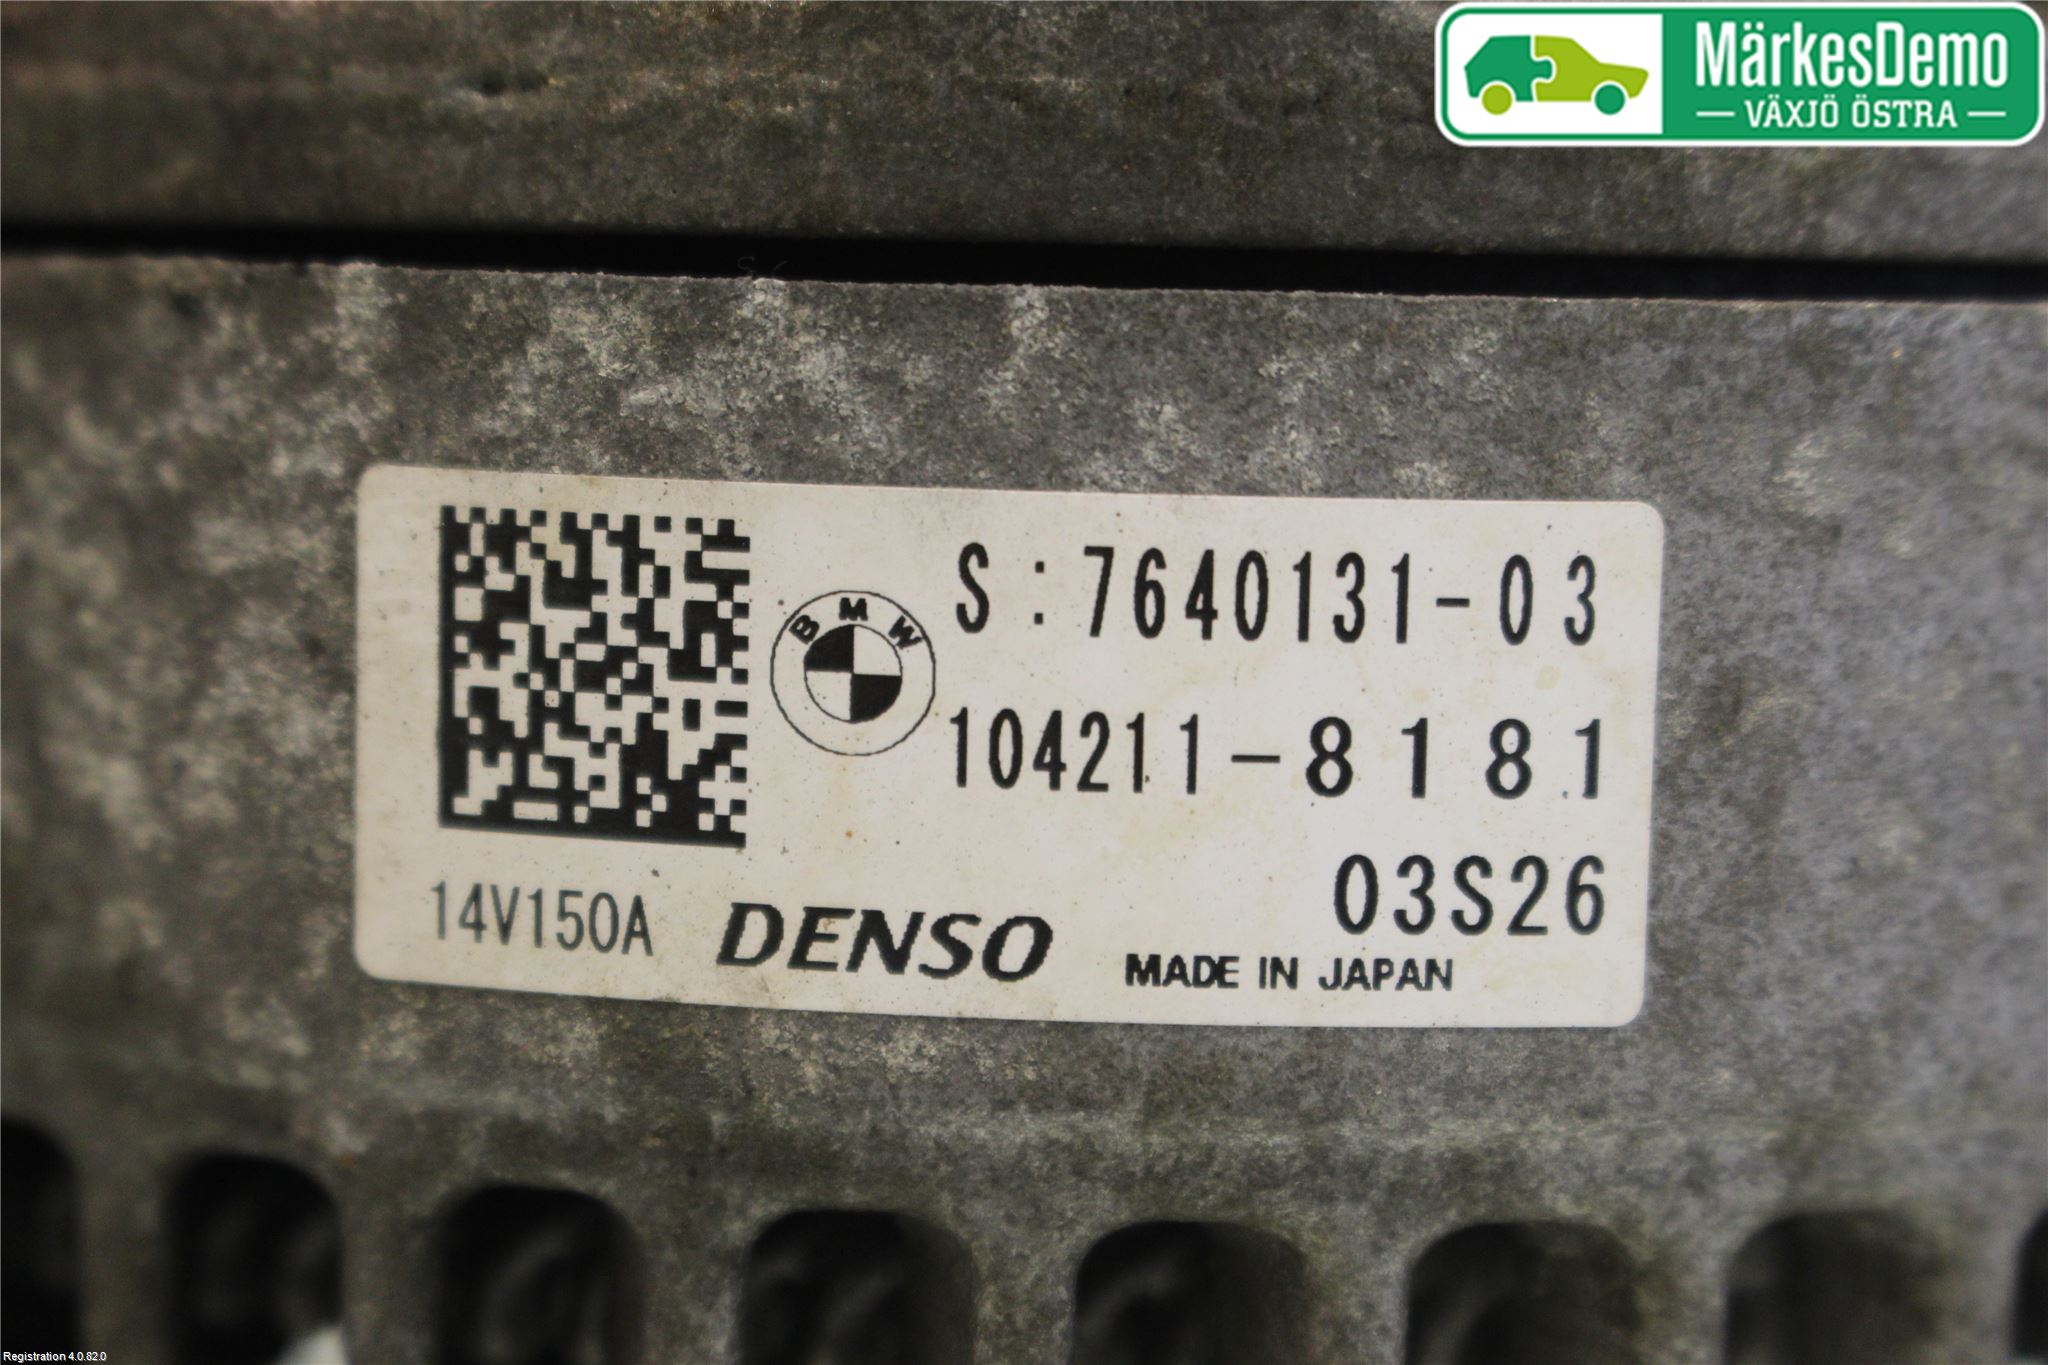 MärkesDemo
VÄXJÖ ÖSTRA
BMW
S:7640131-03
104211-8181
03S26
14V150A
DENSO
MADE IN JAPAN
Registration 4.0.82.0